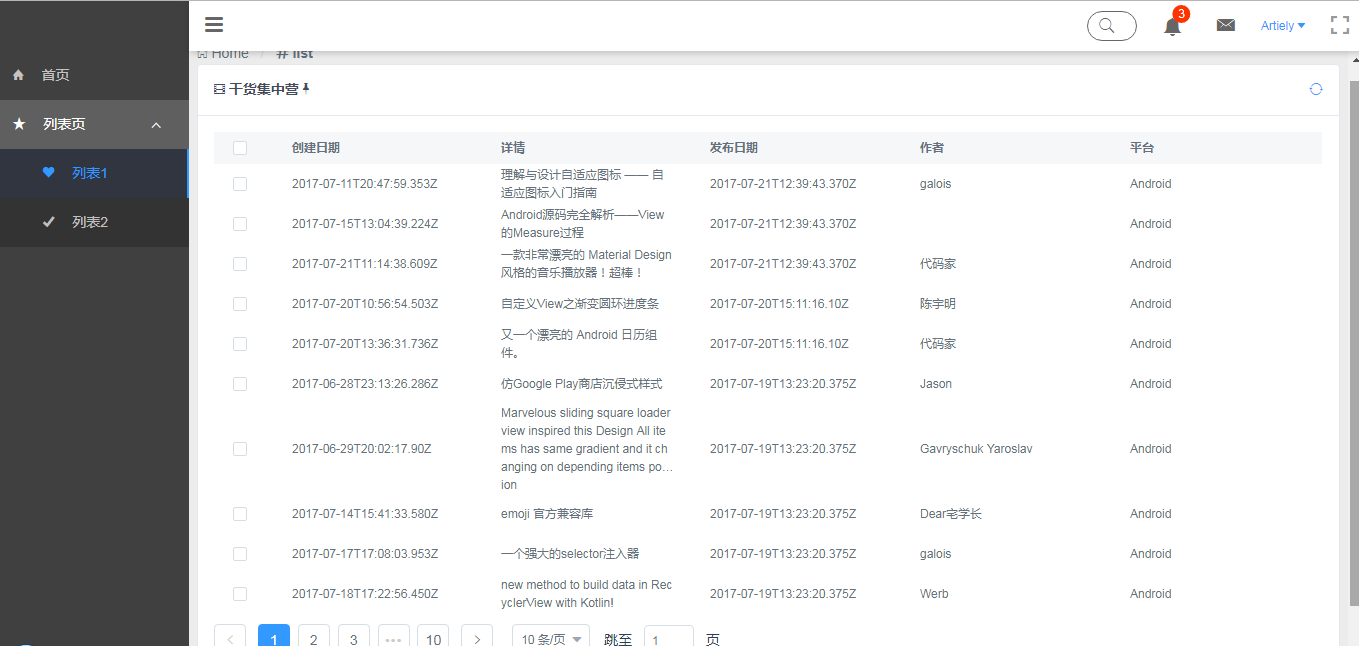 3
Artiely
Home / # list
首页
列表页
列表1
列表2
干货集中营
创建日期 详情 发布日期 作者 平台
2017-07-11T20:47:59.353Z 理解与设计自适应图标 —— 自 2017-07-21T12:39:43.370Z galois Android
适应图标入门指南
2017-07-15T13:04:39.224Z Android源码完全解析——View 2017-07-21T12:39:43.370Z Android
的Measure过程
2017-07-21T11:14:38.609Z 一款非常漂亮的 Material Design 2017-07-21T12:39:43.370Z 代码家 Android
风格的音乐播放器！超棒！
2017-07-20T10:56:54.503Z 自定义View之渐变圆环进度条 2017-07-20T15:11:16.10Z 陈宇明 Android
2017-07-20T13:36:31.736Z 又一个漂亮的 Android 日历组 2017-07-20T15:11:16.10Z 代码家 Android
件。
2017-06-28T23:13:26.286Z 仿Google Play商店沉侵式样式 2017-07-19T13:23:20.375Z Jason Android
Marvelous sliding square loader
view inspired this Design All ite
2017-06-29T20:02:17.90Z ms has same gradient and it ch 2017-07-19T13:23:20.375Z Gavryschuk Yaroslav Android
anging on depending items po…
ion
2017-07-14T15:41:33.580Z emoji 官方兼容库 2017-07-19T13:23:20.375Z Dear宅学长 Android
2017-07-17T17:08:03.953Z 一个强大的selector注入器 2017-07-19T13:23:20.375Z galois Android
2017-07-18T17:22:56.450Z new method to build data in Rec 2017-07-19T13:23:20.375Z Werb Android
yclerView with Kotlin!
< 1 2 3 ••• 10 > 10 条/页 跳至 1 页